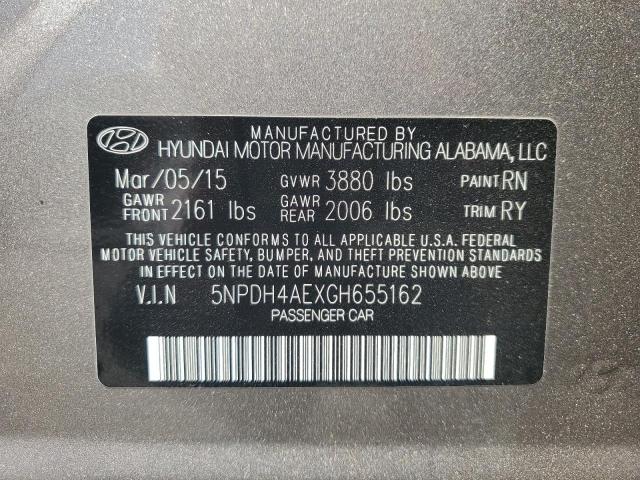 MANUFACTURED BY
HYUNDAI MOTOR MANUFACTURING ALABAMA, LLC
Mar/05/15 GVWR 3880 lbs PAINT RN
GAWR FRONT 2161 lbs GAWR REAR 2006 lbs TRIM RY
THIS VEHICLE CONFORMS TO ALL APPLICABLE U.S.A. FEDERAL
MOTOR VEHICLE SAFETY, BUMPER, AND THEFT PREVENTION STANDARDS
IN EFFECT ON THE DATE OF MANUFACTURE SHOWN ABOVE.
V.I.N 5NPDH4AEXGH655162
PASSENGER CAR